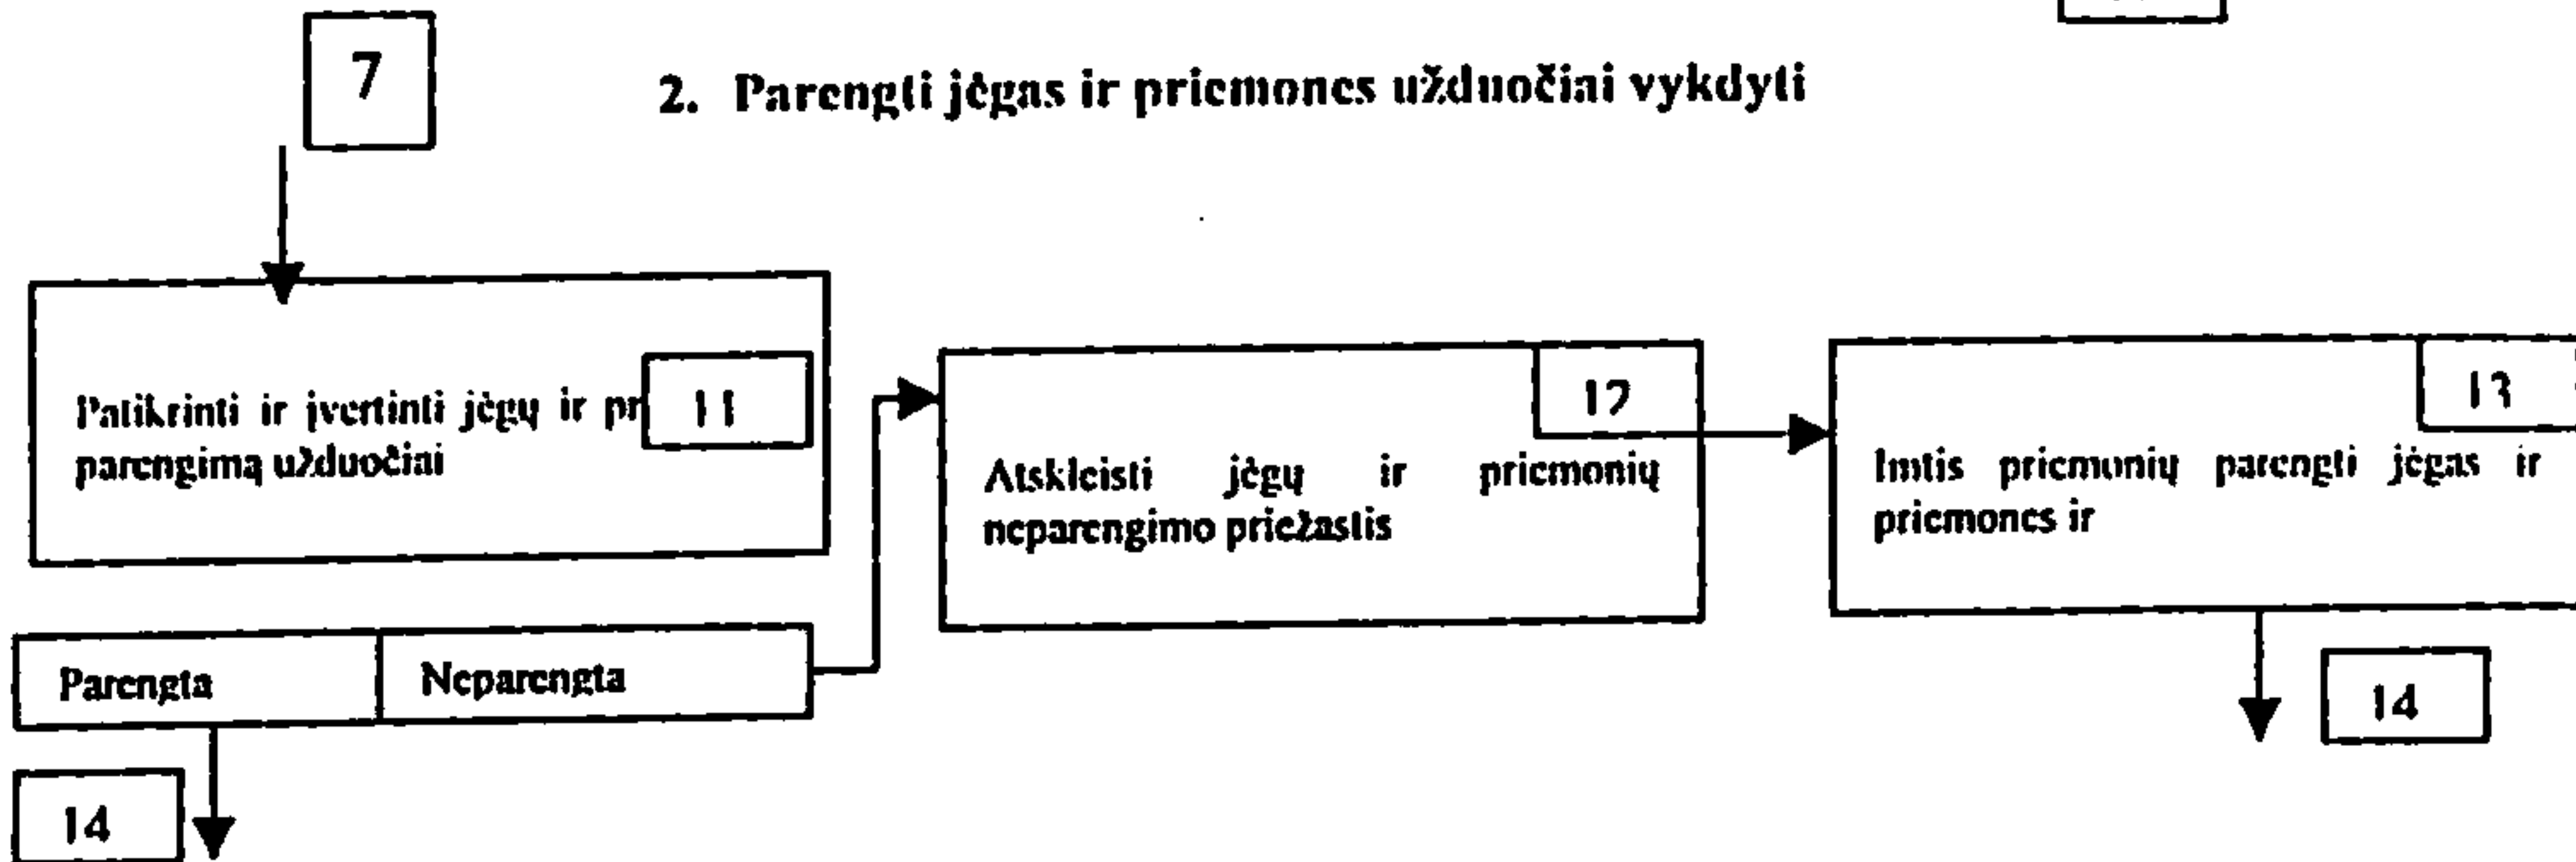 7
2. Parengti jėgas ir priemones užduočiai vykdyti
Patikrinti ir įvertinti jėgų ir pr
11
parengimą užduočiai
12
Atskleisti jėgų ir priemonių
neparengimo priežastis
13
Imtis priemonių parengti jėgas ir
priemones ir
Parengta
Neparengta
14
14